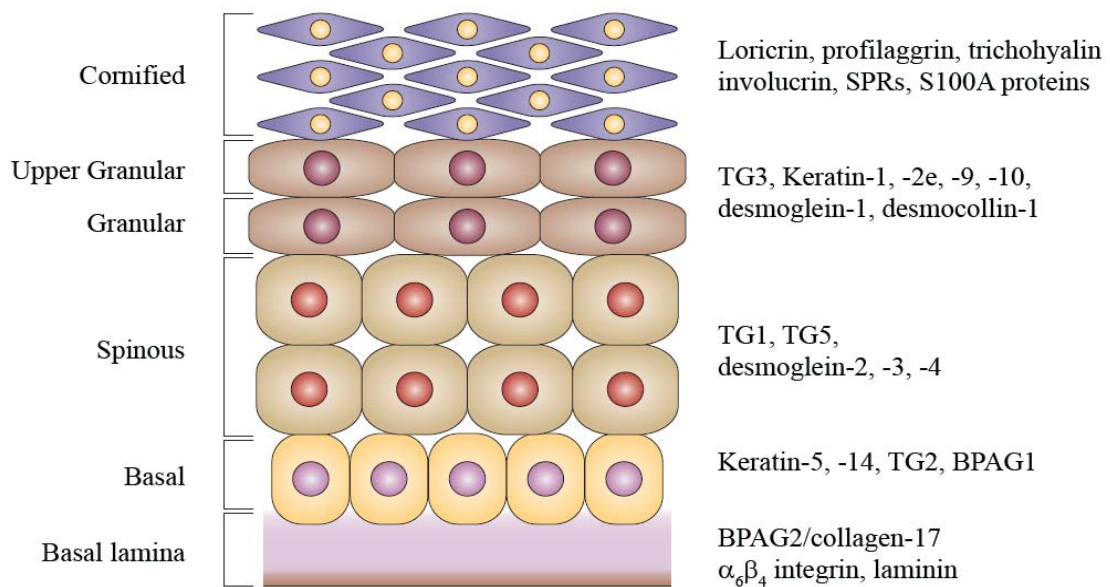 Cornified
Loricrin, profilaggrin, trichohyalin
involucrin, SPRs, S100A proteins
Upper Granular
Granular
TG3, Keratin-1, -2e, -9, -10,
desmoglein-1, desmocollin-1
Spinous
TG1, TG5,
desmoglein-2, -3, -4
Basal
Keratin-5, -14, TG2, BPAG1
Basal lamina
BPAG2/collagen-17
α₆β₄ integrin, laminin